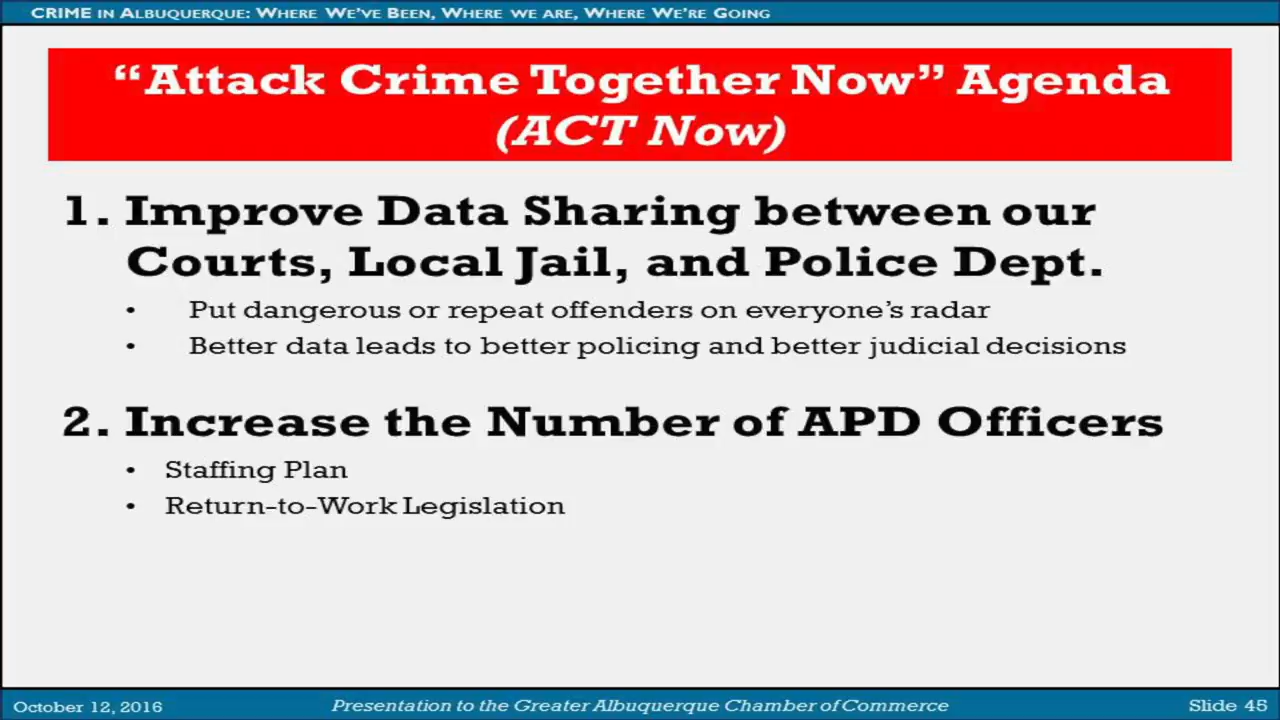 CRIME IN ALBUQUERQUE: WHERE WE'VE BEEN, WHERE WE ARE, WHERE WE'RE GOING
“Attack Crime Together Now” Agenda
(ACT Now)
1. Improve Data Sharing between our
Courts, Local Jail, and Police Dept.
• Put dangerous or repeat offenders on everyone's radar
• Better data leads to better policing and better judicial decisions
2. Increase the Number of APD Officers
• Staffing Plan
• Return-to-Work Legislation
October 12, 2016 Presentation to the Greater Albuquerque Chamber of Commerce Slide 45